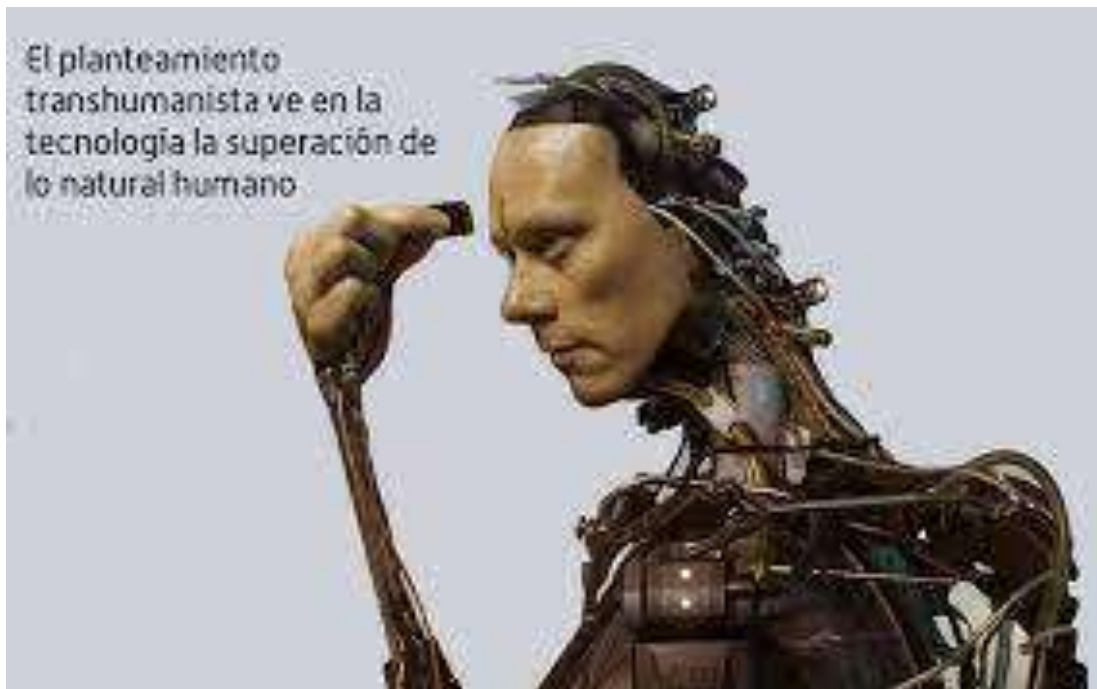 El planteamiento
transhumanista ve en la
tecnología la superación de
lo natural humano